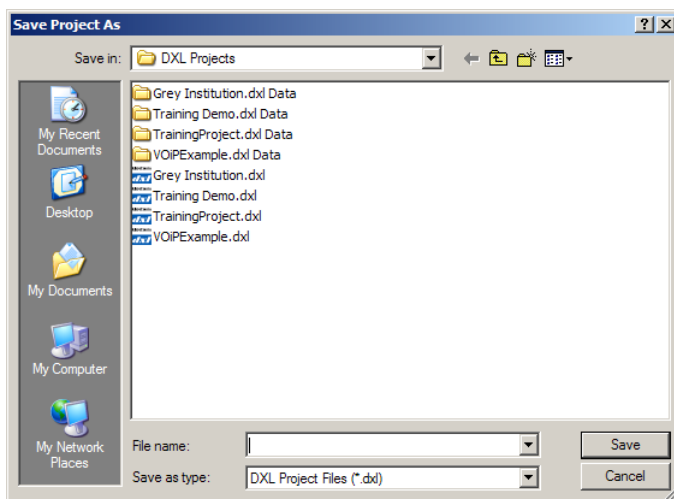 Save Project As
Save in:
DXL Projects
My Recent
Documents
Desktop
My Documents
My Computer
My Network
Places
Grey Institution.dxl Data
Training Demo.dxl Data
TrainingProject.dxl Data
VOiPExample.dxl Data
Grey Institution.dxl
Training Demo.dxl
TrainingProject.dxl
VOiPExample.dxl
File name:
Save
Save as type:
DXL Project Files (*.dxl)
Cancel